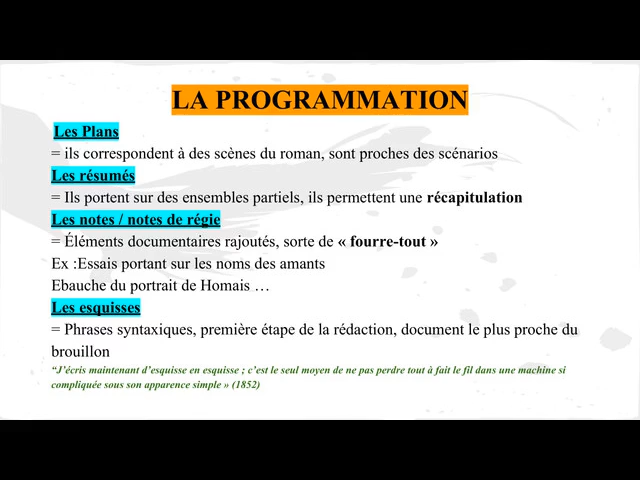 LA PROGRAMMATION
Les Plans
= ils correspondent à des scènes du roman, sont proches des scénarios
Les résumés
= Ils portent sur des ensembles partiels, ils permettent une récapitulation
Les notes / notes de régie
= Éléments documentaires rajoutés, sorte de « fourre-tout »
Ex :Essais portant sur les noms des amants
Ebauche du portrait de Homais …
Les esquisses
= Phrases syntaxiques, première étape de la rédaction, document le plus proche du
brouillon
“J’écris maintenant d’esquisse en esquisse ; c’est le seul moyen de ne pas perdre tout à fait le fil dans une machine si
compliquée sous son apparence simple » (1852)